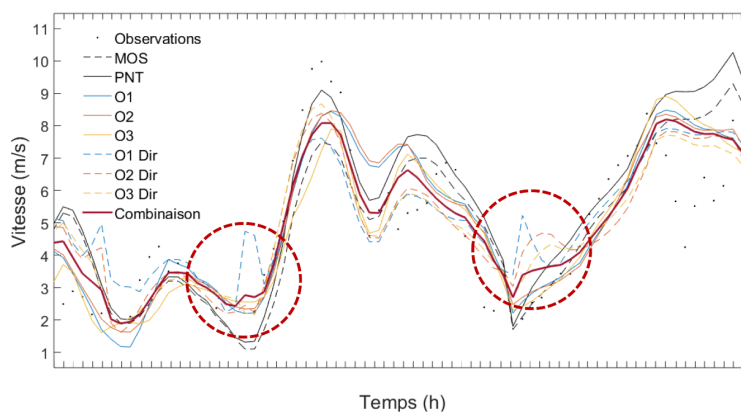 11
10
9
8
7
6
5
4
3
2
1
Vitesse (m/s)
Observations
MOS
PNT
O1
O2
O3
O1 Dir
O2 Dir
O3 Dir
Combinaison
Temps (h)